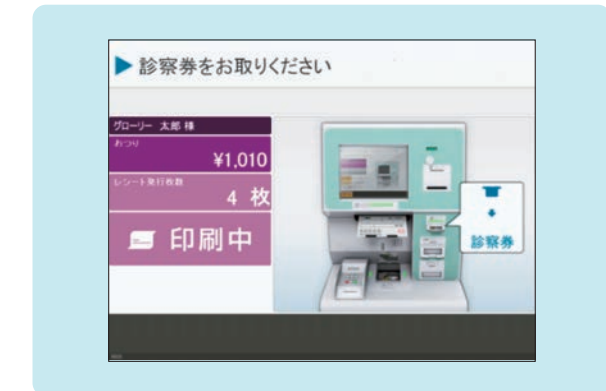 診察券をお取りください
グローリー 太郎 様
おつり
¥1,010
レシート発行枚数
4 枚
印刷中
診察券